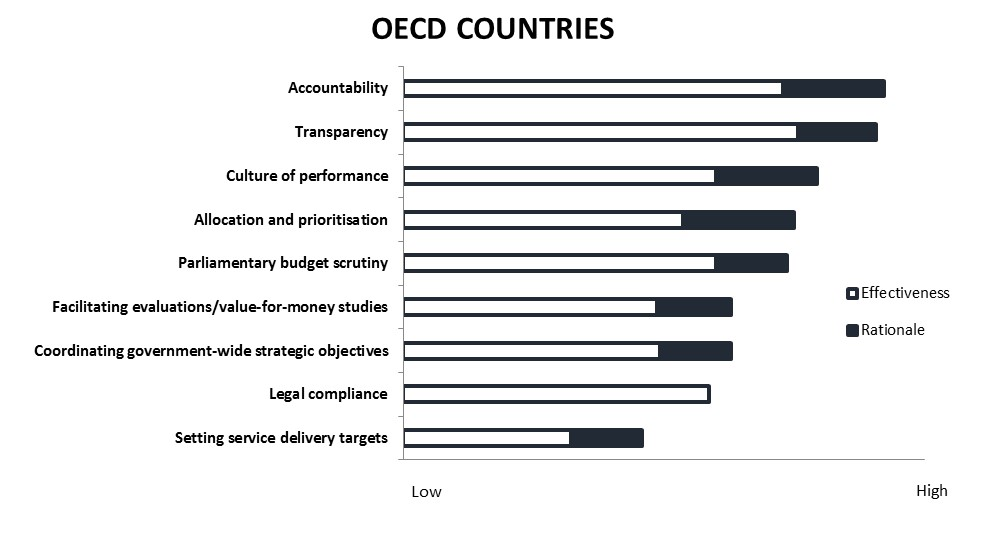 OECD COUNTRIES
Accountability
Transparency
Culture of performance
Allocation and prioritisation
Parliamentary budget scrutiny
Facilitating evaluations/value-for-money studies
Coordinating government-wide strategic objectives
Legal compliance
Setting service delivery targets
Effectiveness
Rationale
Low
High